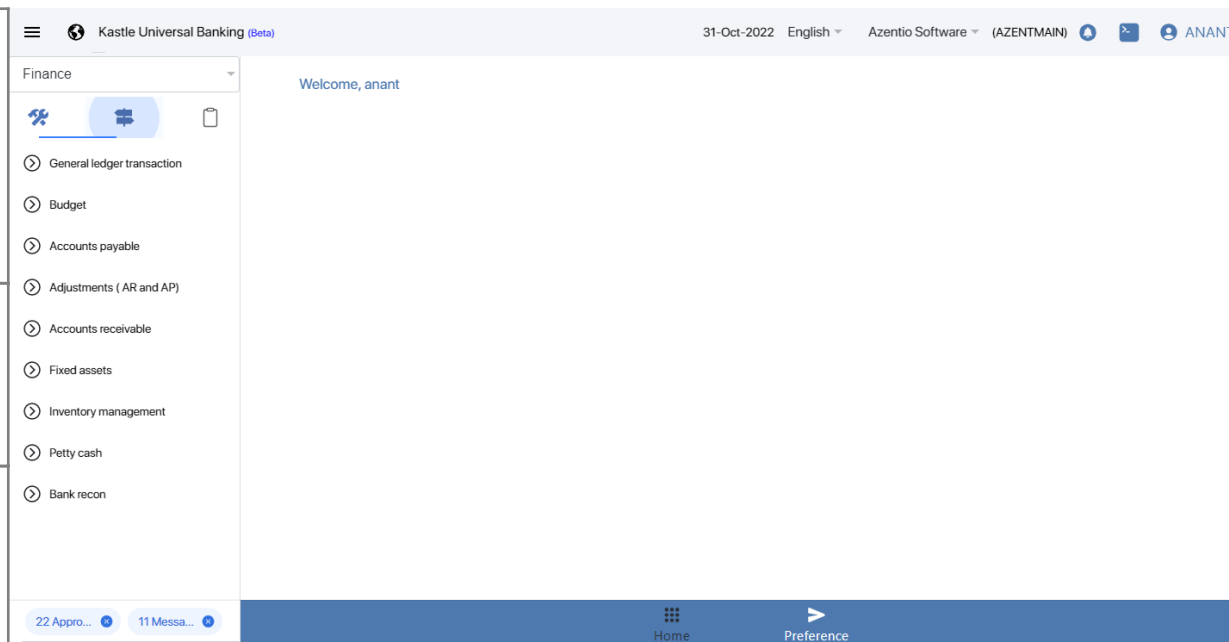 Kastle Universal Banking (Beta)
31-Oct-2022 English Azentio Software (AZENTMAIN) ANANT
Finance
Welcome, anant
General ledger transaction
Budget
Accounts payable
Adjustments ( AR and AP)
Accounts receivable
Fixed assets
Inventory management
Petty cash
Bank recon
22 Appro...
11 Messa...
Home
Preference